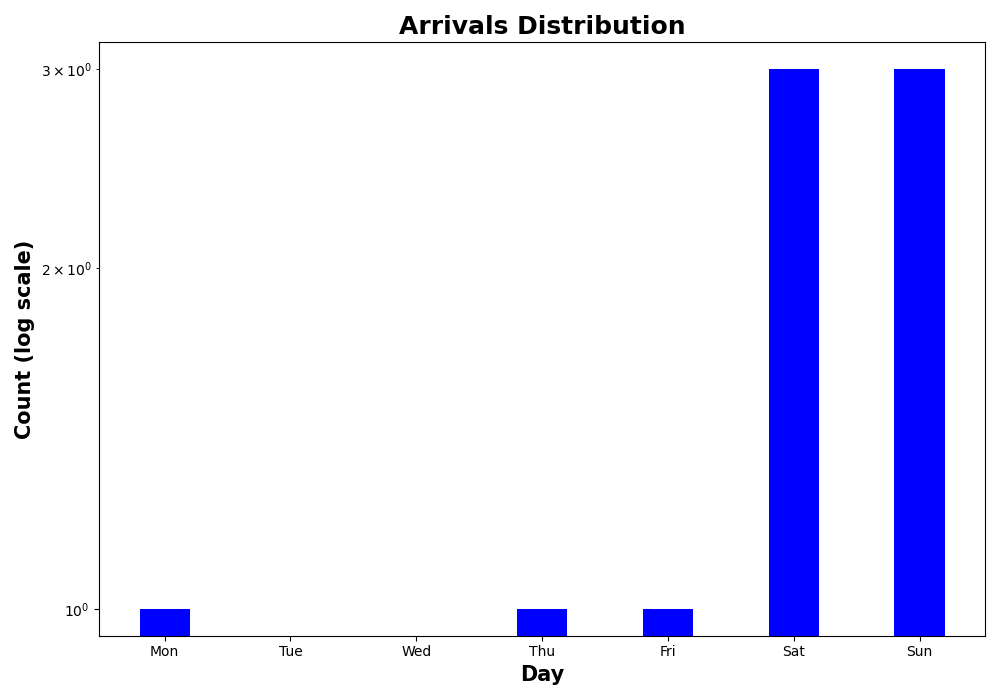 Arrivals Distribution
3 × 10⁰
2 × 10⁰
10⁰
Count (log scale)
Mon Tue Wed Thu Fri Sat Sun
Day